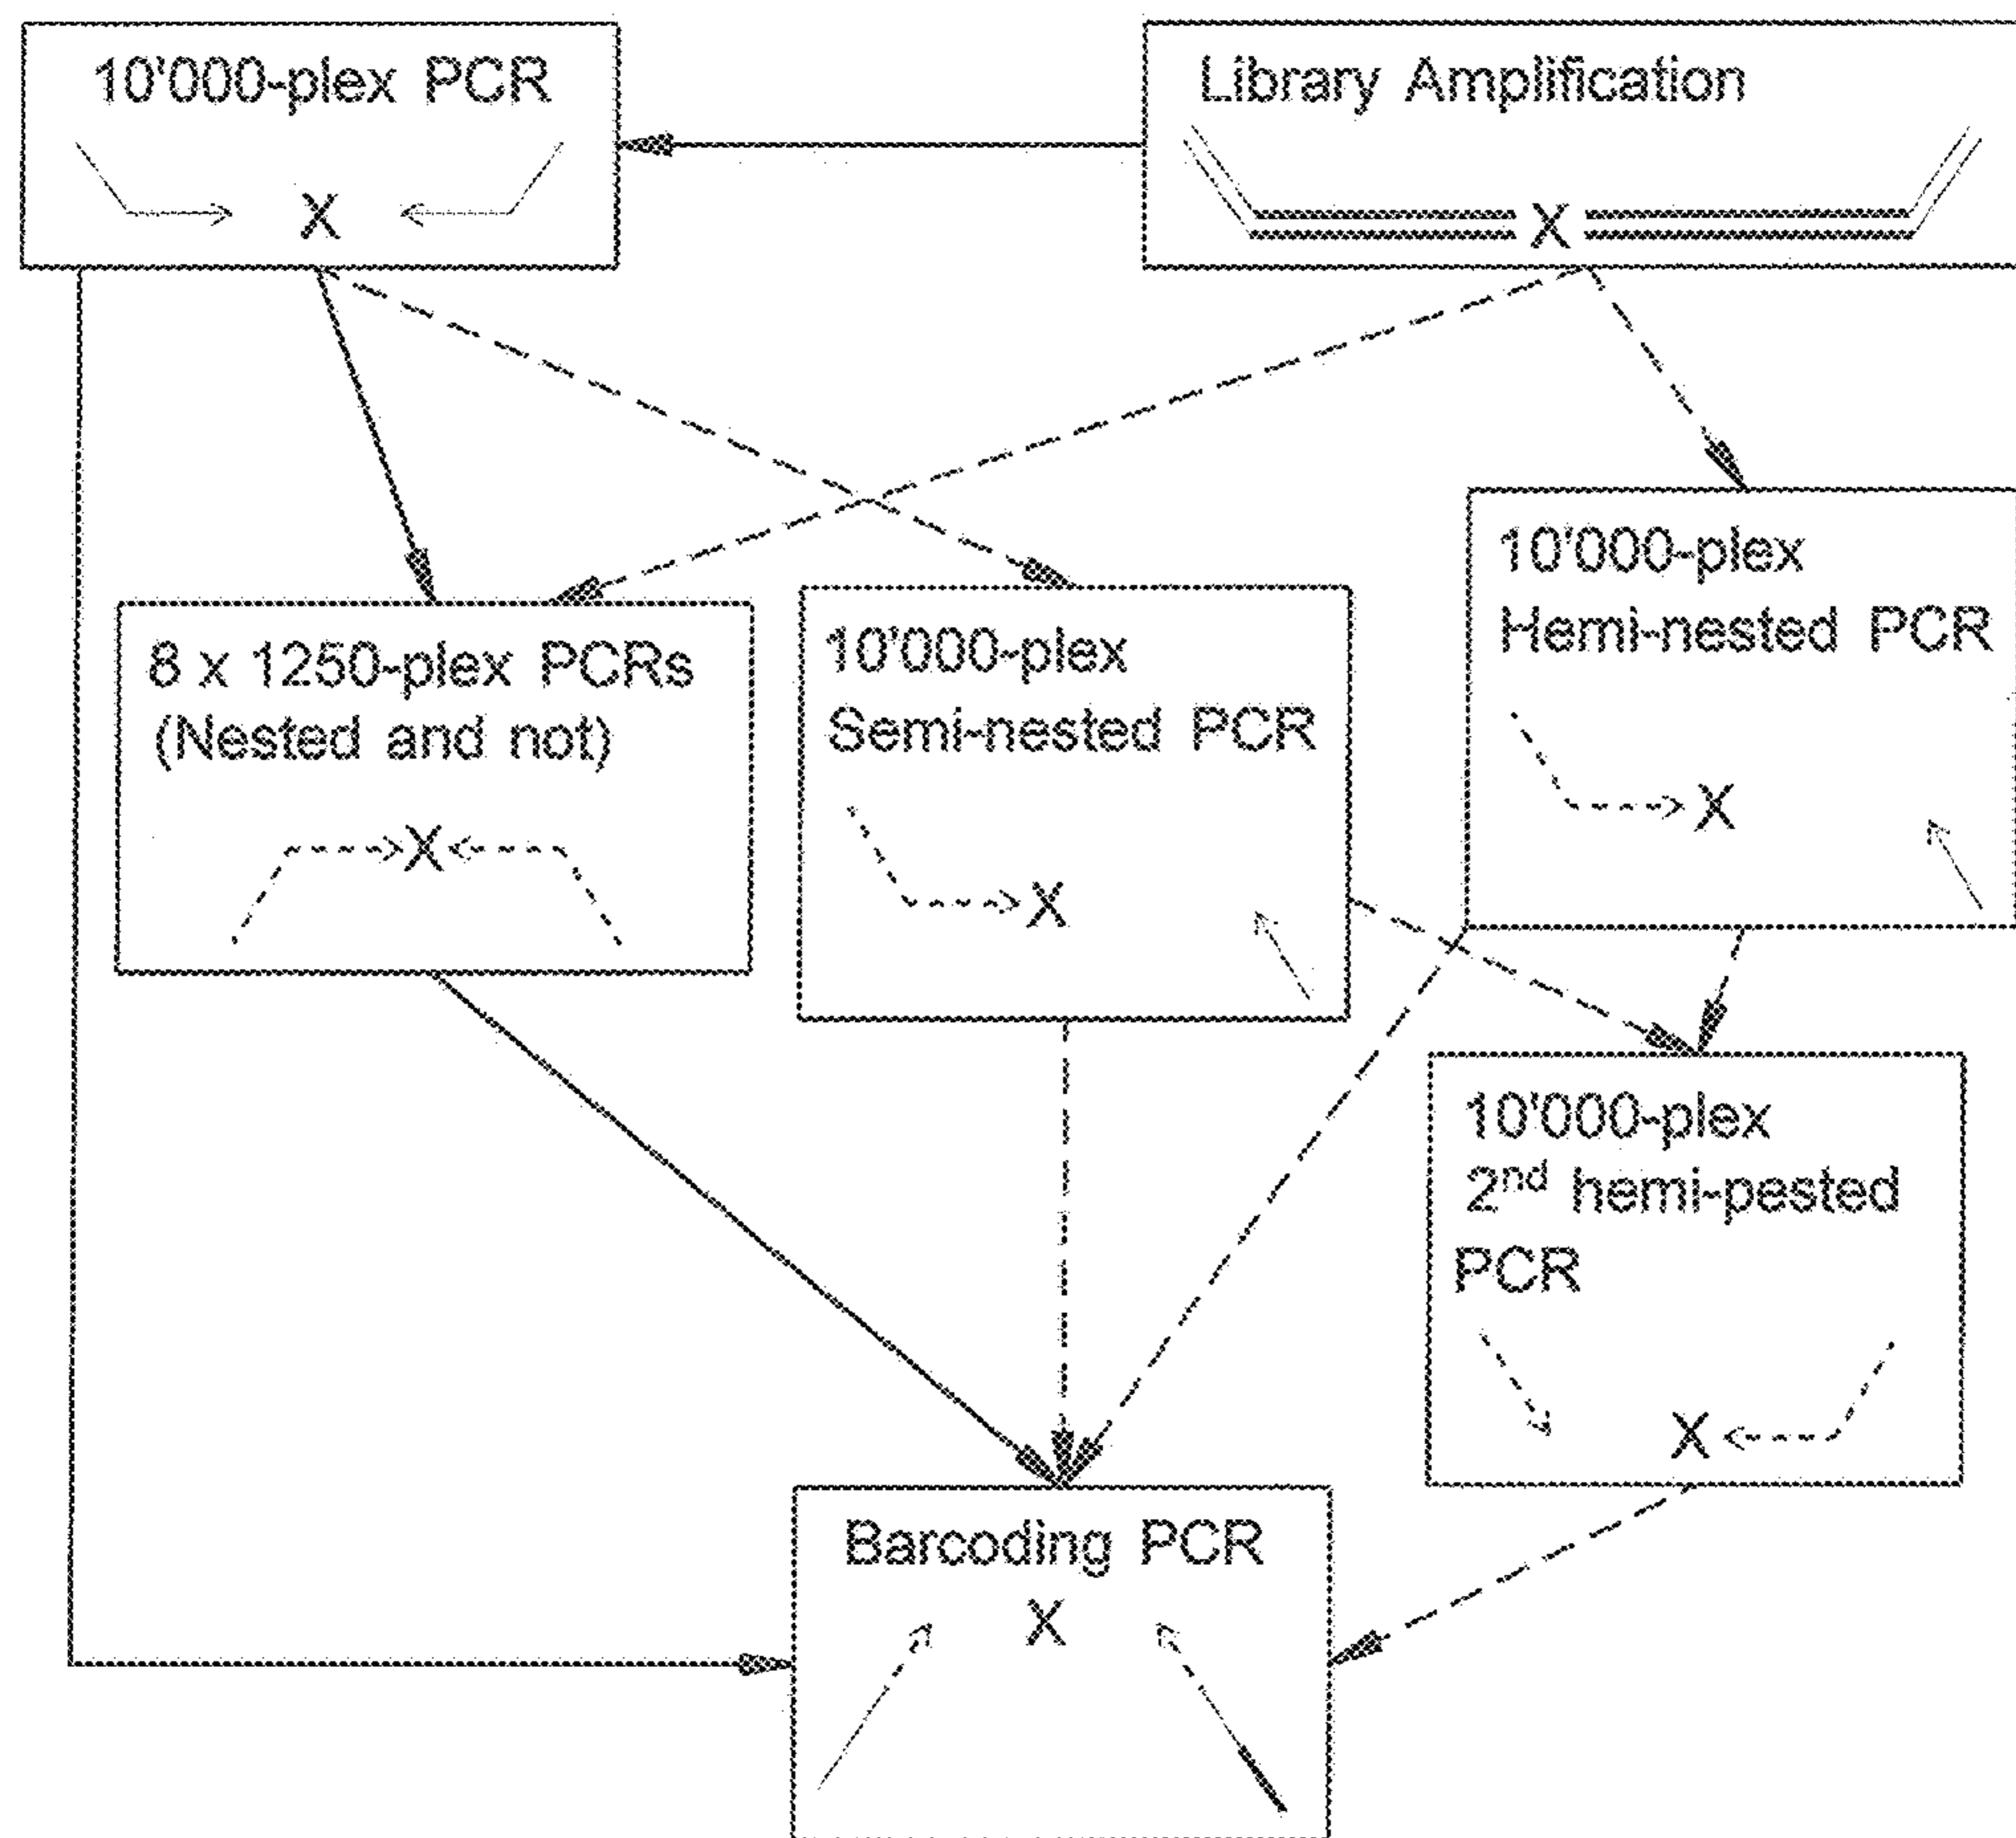 10'000-plex PCR
X
Library Amplification
X
8 x 1250-plex PCRs
(Nested and not)
X
10'000-plex
Semi-nested PCR
X
10'000-plex
Hemi-nested PCR
X
10'000-plex
2nd hemi-pested
PCR
X
Barcoding PCR
X